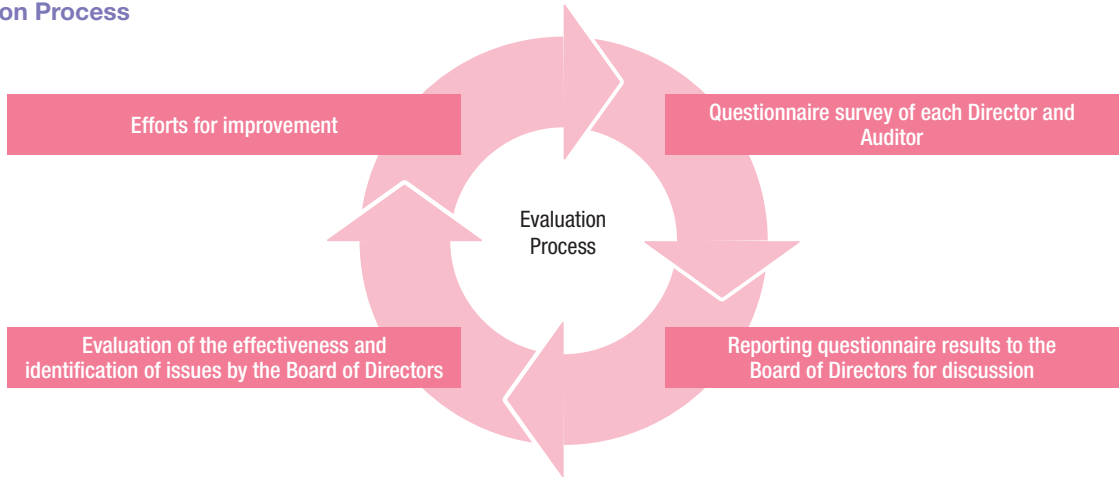 on Process
Efforts for improvement
Questionnaire survey of each Director and
Auditor
Evaluation
Process
Evaluation of the effectiveness and
identification of issues by the Board of Directors
Reporting questionnaire results to the
Board of Directors for discussion